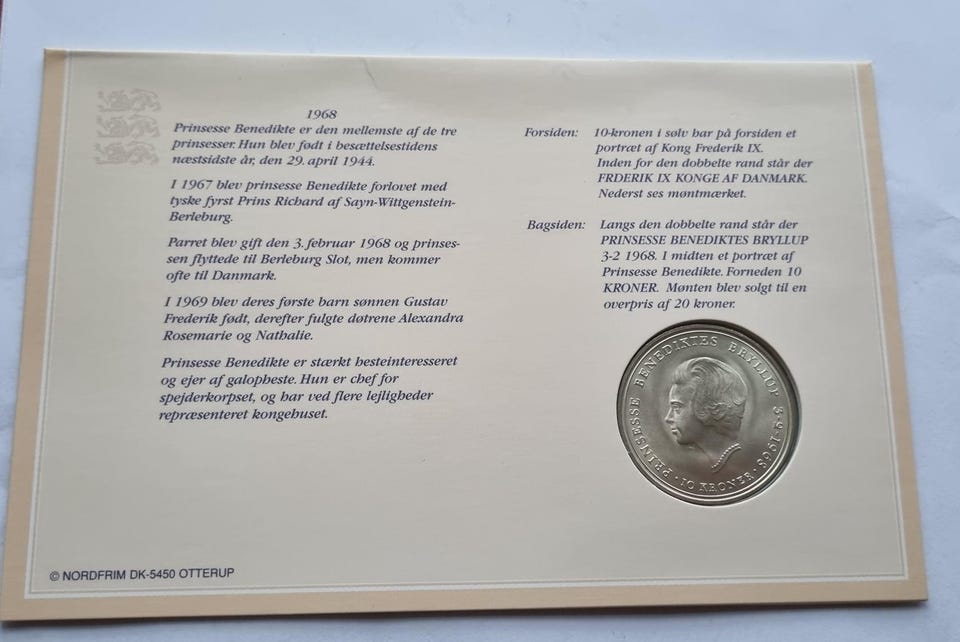 1968
Prinsesse Benedikte er den mellemste af de tre
prinsesser. Hun blev født i besættelsestidens
næstsidste år, den 29. april 1944.
I 1967 blev prinsesse Benedikte forlovet med
tyske fyrst Prins Richard af Sayn-Wittgenstein-
Berleburg.
Parret blev gift den 3. februar 1968 og prinses-
sen flyttede til Berleburg Slot, men kommer
ofte til Danmark.
I 1969 blev deres første barn sønnen Gustav
Frederik født, derefter fulgte døtrene Alexandra
Rosemarie og Nathalie.
Prinsesse Benedikte er stærkt hesteinteresseret
og ejer af galopheste. Hun er chef for
spejderkorpset, og har ved flere lejligheder
repræsenteret kongehuset.
Forsiden: 10-kronen i sølv har på forsiden et
portræt af Kong Frederik IX.
Inden for den dobbelte rand står der
FRDERIK IX KONGE AF DANMARK.
Nederst ses møntmærket.
Bagsiden: Langs den dobbelte rand står der
PRINSESSE BENEDIKTES BRYLLUP
3-2 1968. I midten et portræt af
Prinsesse Benedikte. Forneden 10
KRONER. Mønten blev solgt til en
overpris af 20 kroner.
PRINSESSE BENEDIKTES BRYLLUP 3-2-1968
· 10 KRONER ·
© NORDFRIM DK-5450 OTTERUP